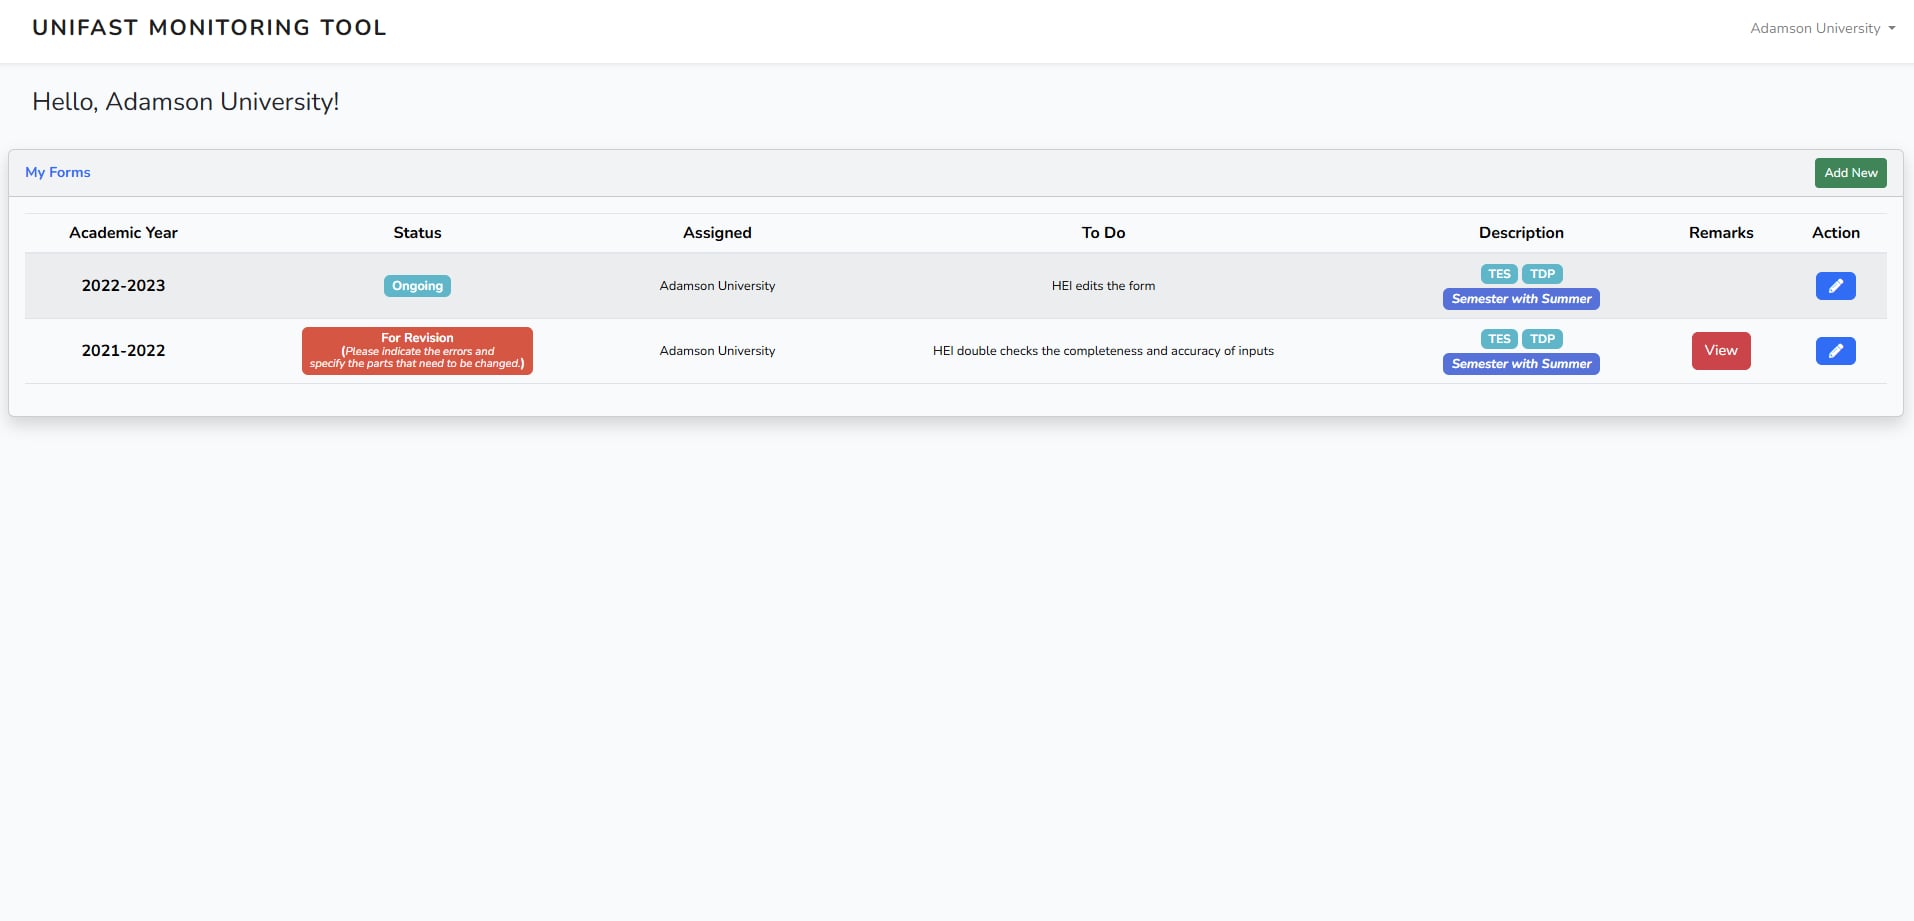 UNIFAST MONITORING TOOL
Adamson University
Hello, Adamson University!
My Forms
Add New
Academic Year Status Assigned To Do Description Remarks Action
2022-2023 Ongoing Adamson University HEI edits the form TES TDP
Semester with Summer
2021-2022 For Revision
(Please indicate the errors and
specify the parts that need to be changed.)
Adamson University HEI double checks the completeness and accuracy of inputs TES TDP
Semester with Summer
View